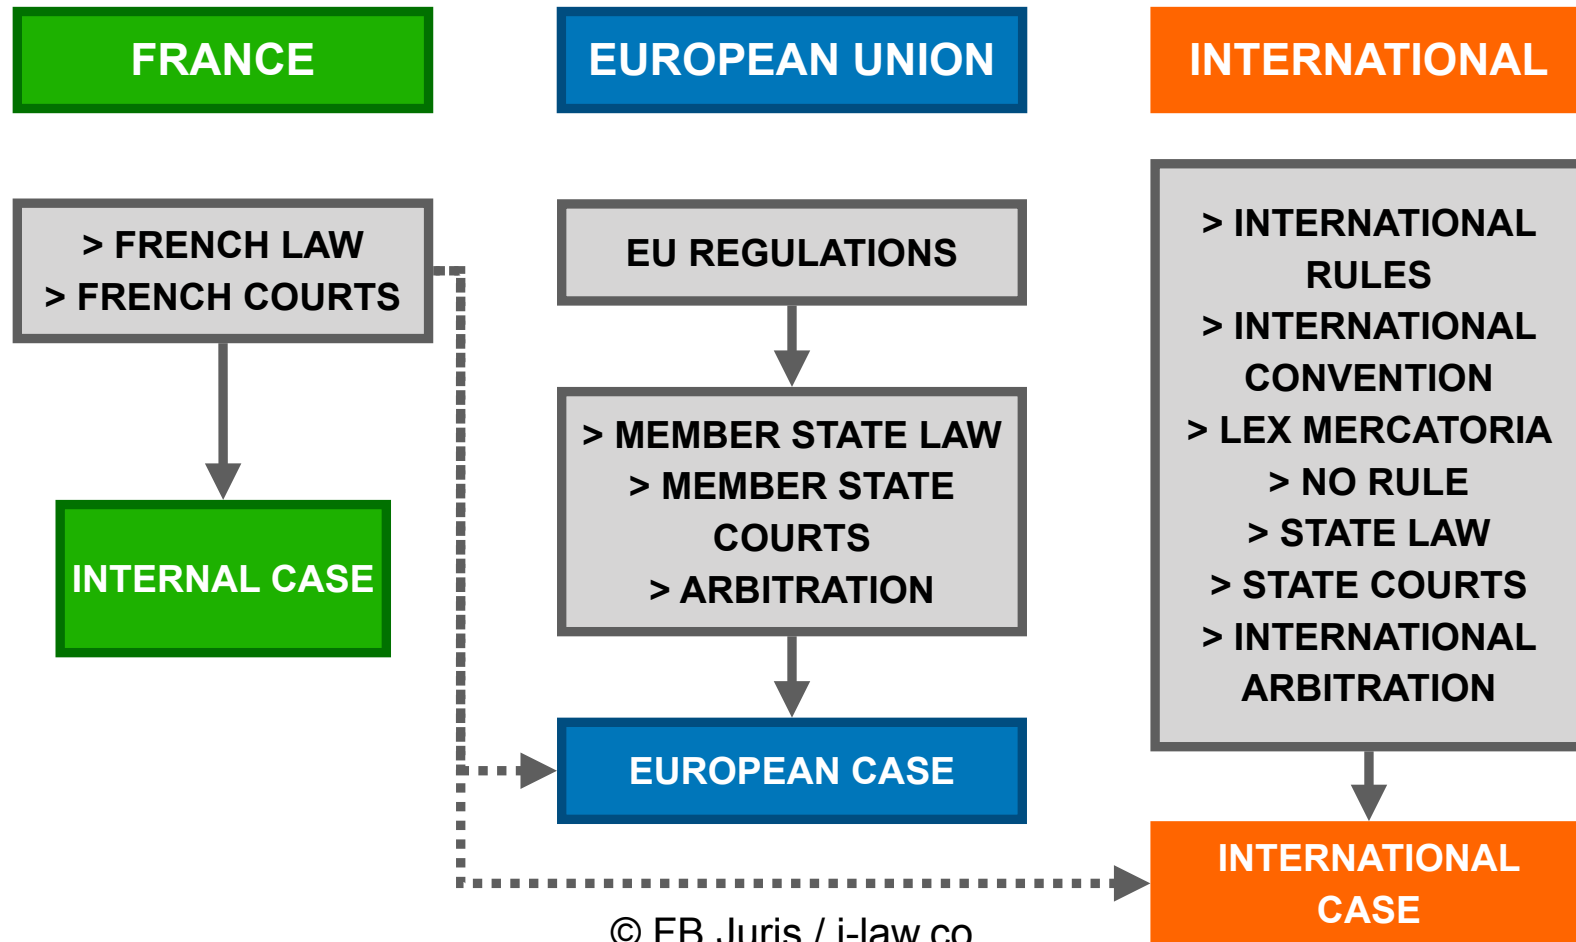 FRANCE
EUROPEAN UNION
INTERNATIONAL
> FRENCH LAW
> FRENCH COURTS
INTERNAL CASE
EU REGULATIONS
> MEMBER STATE LAW
> MEMBER STATE
COURTS
> ARBITRATION
EUROPEAN CASE
> INTERNATIONAL
RULES
> INTERNATIONAL
CONVENTION
> LEX MERCATORIA
> NO RULE
> STATE LAW
> STATE COURTS
> INTERNATIONAL
ARBITRATION
INTERNATIONAL
CASE
© FB Juris / i-law.co